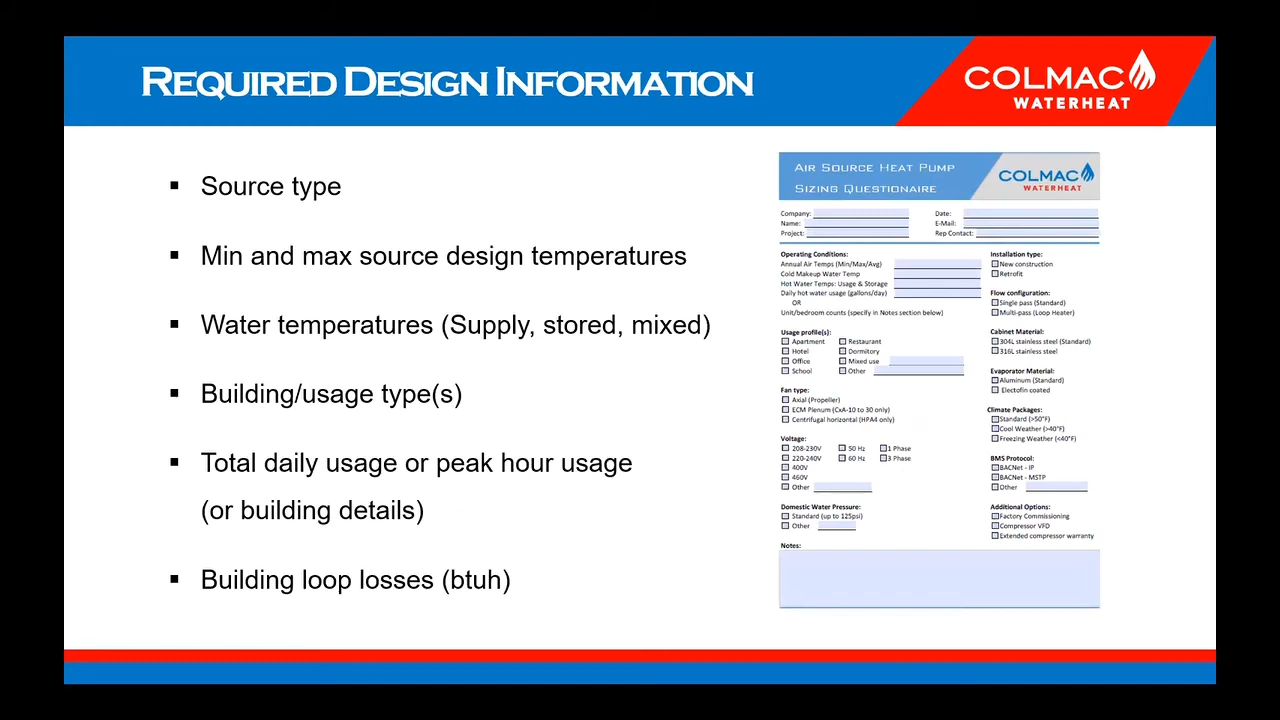 REQUIRED DESIGN INFORMATION
COLMAC
WATERHEAT
▪ Source type
▪ Min and max source design temperatures
▪ Water temperatures (Supply, stored, mixed)
▪ Building/usage type(s)
▪ Total daily usage or peak hour usage
(or building details)
▪ Building loop losses (btuh)
AIR SOURCE HEAT PUMP
SIZING QUESTIONAIRE
COLMAC
WATERHEAT
Company:
Name:
Project:
Date:
E-Mail:
Rep Contact:
Operating Conditions:
Annual Air Temps (Min/Max/Avg)
Cold Makeup Water Temp
Hot Water Temps: Usage & Storage
Daily hot water usage (gallons/day)
OR
Unit/bedroom counts (specify in Notes section below)
Usage profile(s):
Apartment Restaurant
Hotel Dormitory
Office Mixed use
School Other
Fan type:
Axial (Propeller)
ECM Plenum (CxA-10 to 30 only)
Centrifugal horizontal (HPA4 only)
Voltage:
208-230V 50 Hz 1 Phase
220-240V 60 Hz 3 Phase
400V
460V
Other
Domestic Water Pressure:
Standard (up to 125psi)
Other
Installation type:
New construction
Retrofit
Flow configuration:
Single pass (Standard)
Multi-pass (Loop Heater)
Cabinet Material:
304L stainless steel (Standard)
316L stainless steel
Evaporator Material:
Aluminum (Standard)
Electofin coated
Climate Packages:
Standard (>50°F)
Cool Weather (>40°F)
Freezing Weather (<40°F)
BMS Protocol:
BACNet - IP
BACNet - MSTP
Other
Additional Options:
Factory Commissioning
Compressor VFD
Extended compressor warranty
Notes: